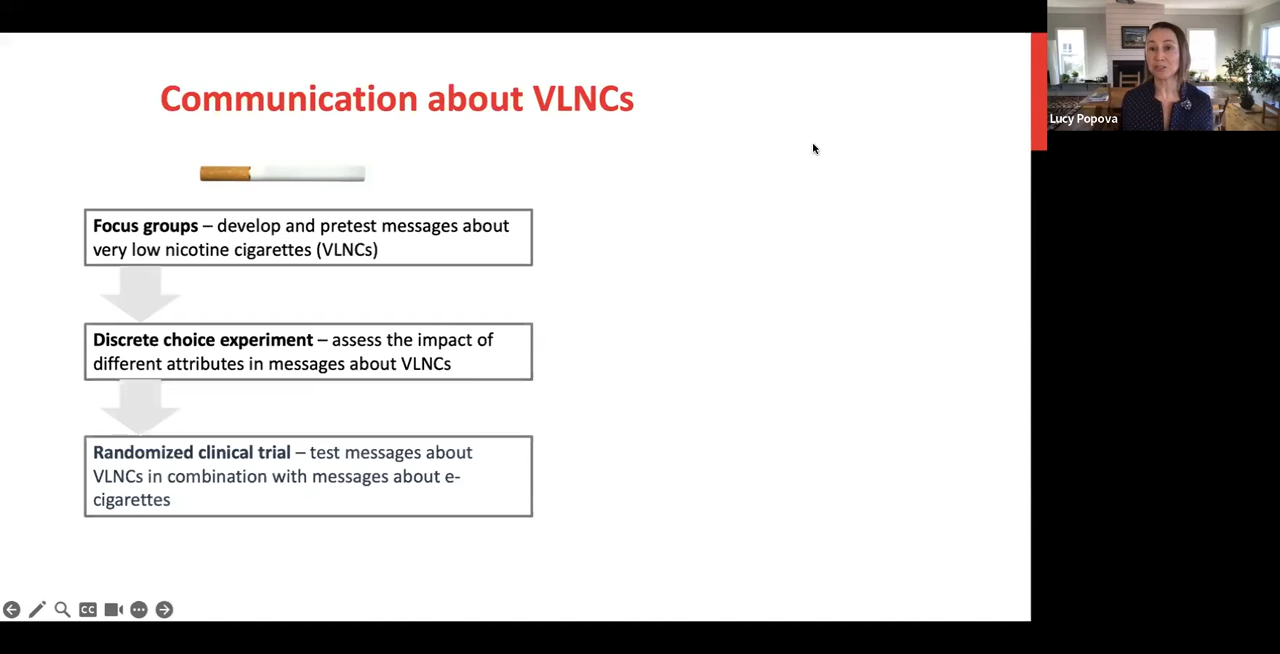 Communication about VLNCs
Lucy Popova
Focus groups – develop and pretest messages about
very low nicotine cigarettes (VLNCs)
Discrete choice experiment – assess the impact of
different attributes in messages about VLNCs
Randomized clinical trial – test messages about
VLNCs in combination with messages about e-
cigarettes
CC